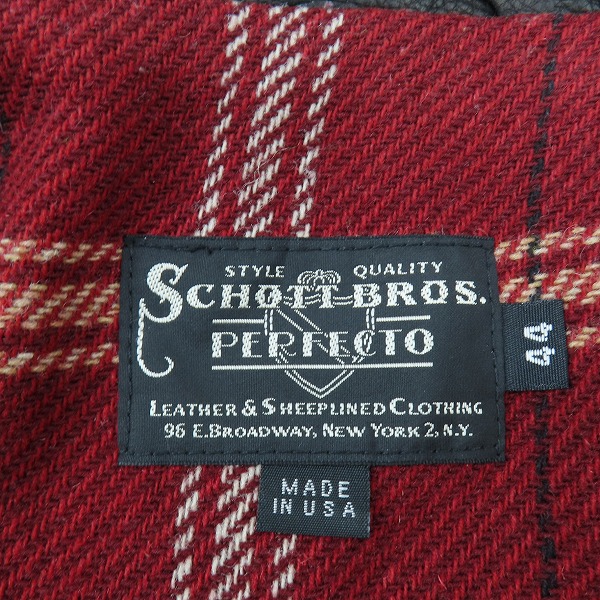 STYLE QUALITY
SCHOTT BROS.
PERFECTO
LEATHER & SHEEPLINED CLOTHING
96 E. BROADWAY, NEW YORK 2, N.Y.
44
MADE
IN USA